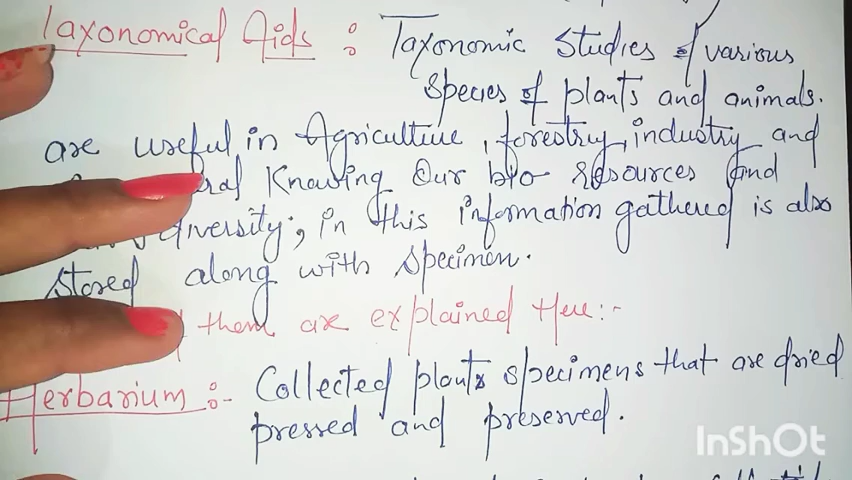 Taxonomical Aids : Taxonomic Studies of various
Species of plants and animals.
are useful in Agriculture, forestry, industry and
Knowing Our bio resources and
diversity; in this information gathered is also
Stored along with specimen.
them are explained Here:-
Herbarium :- Collected plants specimens that are dried
pressed and preserved.
InShOt